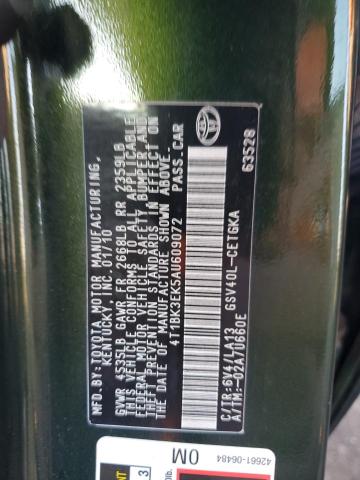 MFD.BY:TOYOTA MOTOR MANUFACTURING,
KENTUCKY, INC. 01/10
GVWR 4535LB GAWR FR 2668LB RR 2359LB
THIS VEHICLE CONFORMS TO ALL APPLICABLE
FEDERAL MOTOR VEHICLE SAFETY, BUMPER, AND
THEFT PREVENTION STANDARDS IN EFFECT ON
THE DATE OF MANUFACTURE SHOWN ABOVE.
4T1BK3EK5AU609072 PASS.CAR
63528
C/TR:6V4/LA13 GSV40L-CETGKA
A/TM:-02A/U660E
42661-06484
0M
3